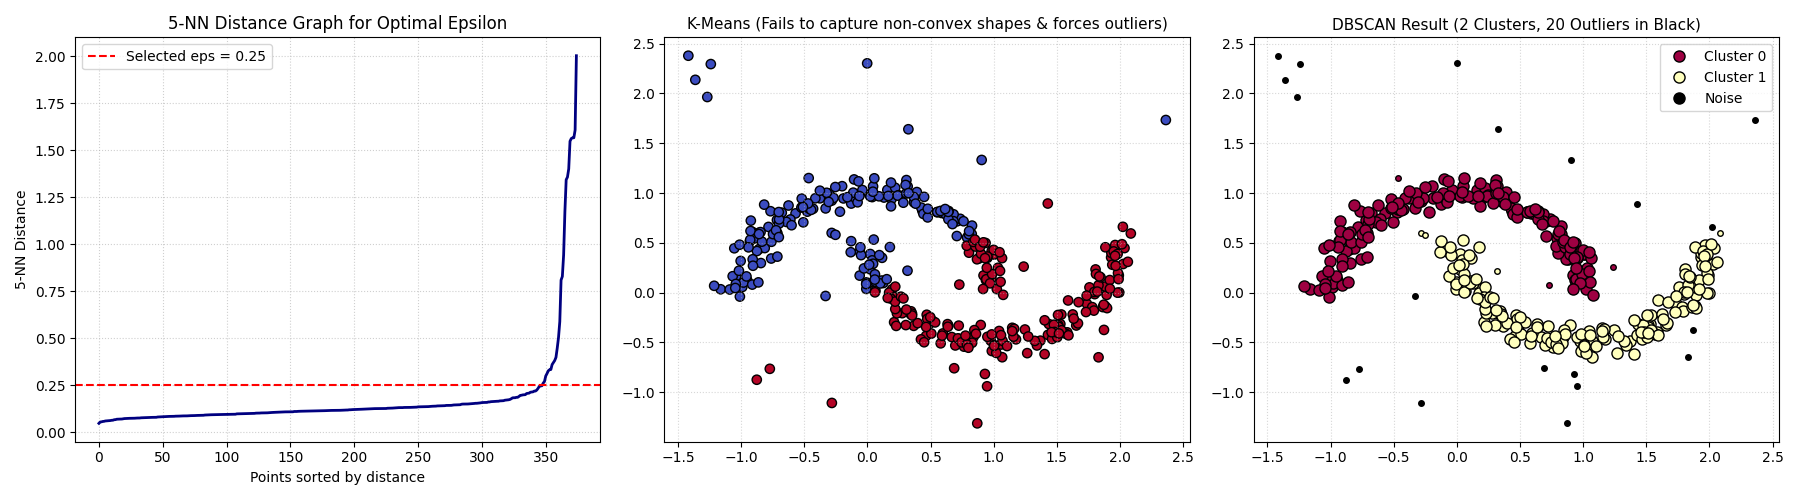 5-NN Distance Graph for Optimal Epsilon
Selected eps = 0.25
5-NN Distance
2.00
1.75
1.50
1.25
1.00
0.75
0.50
0.25
0.00
0 50 100 150 200 250 300 350
Points sorted by distance
K-Means (Fails to capture non-convex shapes & forces outliers)
2.5
2.0
1.5
1.0
0.5
0.0
−0.5
−1.0
−1.5 −1.0 −0.5 0.0 0.5 1.0 1.5 2.0 2.5
DBSCAN Result (2 Clusters, 20 Outliers in Black)
Cluster 0
Cluster 1
Noise
2.5
2.0
1.5
1.0
0.5
0.0
−0.5
−1.0
−1.5 −1.0 −0.5 0.0 0.5 1.0 1.5 2.0 2.5